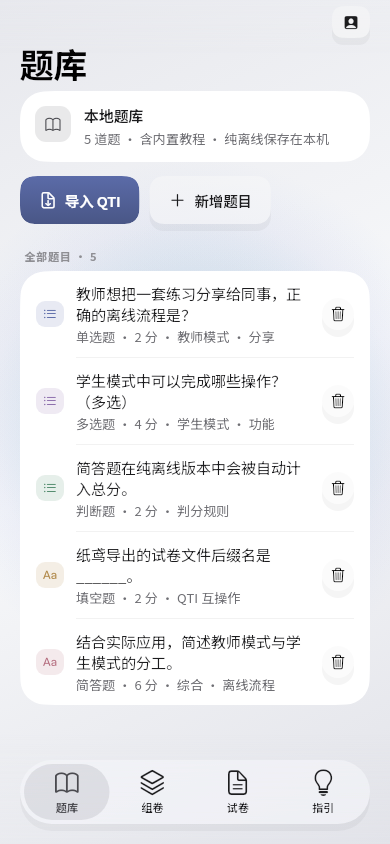 题库
本地题库
5 道题 · 含内置教程 · 纯离线保存在本机
导入 QTI
新增题目
全部题目 · 5
教师想把一套练习分享给同事，正
确的离线流程是？
单选题 · 2 分 · 教师模式 · 分享
学生模式中可以完成哪些操作？
（多选）
多选题 · 4 分 · 学生模式 · 功能
简答题在纯离线版本中会被自动计
入总分。
判断题 · 2 分 · 判分规则
纸鸢导出的试卷文件后缀名是
______。
Aa
填空题 · 2 分 · QTI 互操作
结合实际应用，简述教师模式与学
生模式的分工。
Aa
简答题 · 6 分 · 综合 · 离线流程
题库
组卷
试卷
指引